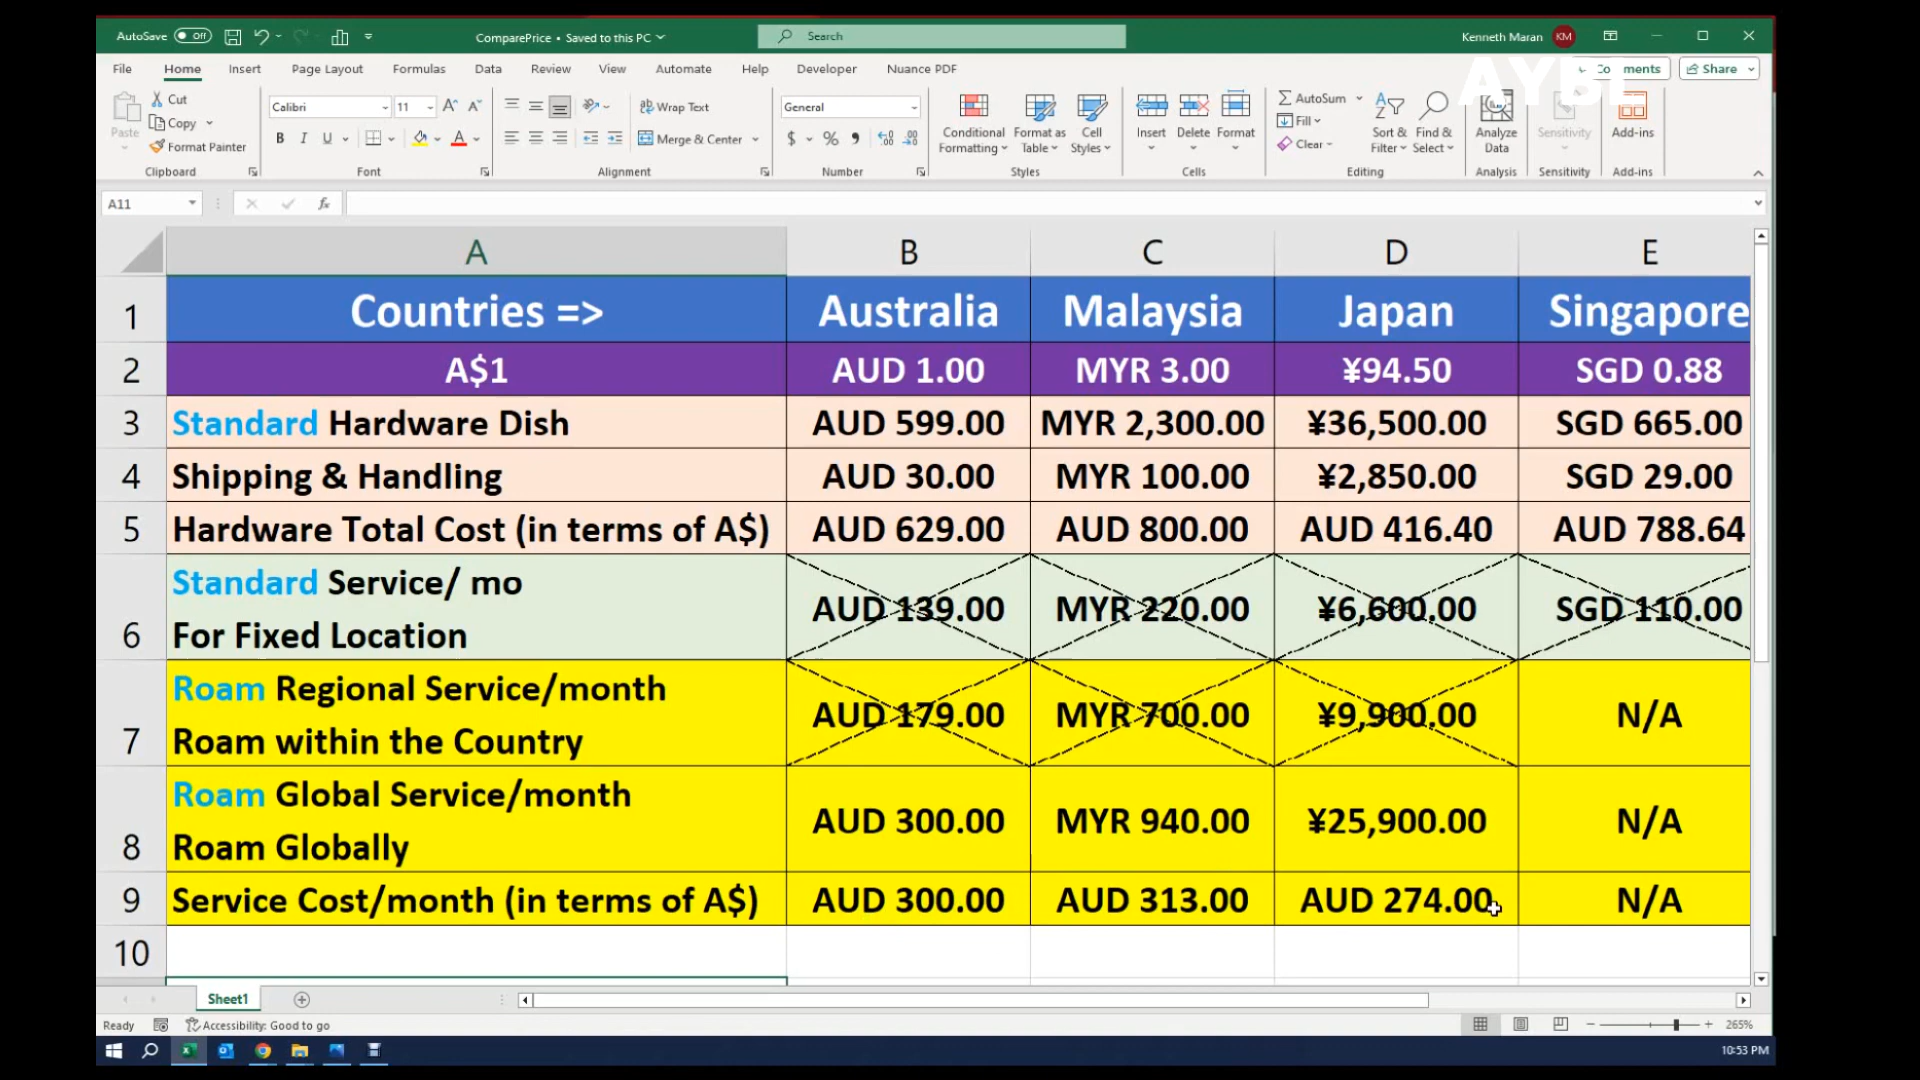 AutoSave Off
ComparePrice • Saved to this PC
Search
Kenneth Maran KM
File Home Insert Page Layout Formulas Data Review View Automate Help Developer Nuance PDF
Comments Share
AYBE
Paste
Cut
Copy
Format Painter
Calibri 11
B I U
Wrap Text
Merge & Center
General
$ % 9
Conditional Formatting
Format as Table
Cell Styles
Insert Delete Format
AutoSum
Fill
Clear
Sort & Filter
Find & Select
Analyze Data
Sensitivity
Add-ins
Clipboard Font Alignment Number Styles Cells Editing Analysis Sensitivity Add-ins
A11 fx
A B C D E
1 Countries => Australia Malaysia Japan Singapore
2 A$1 AUD 1.00 MYR 3.00 ¥94.50 SGD 0.88
3 Standard Hardware Dish AUD 599.00 MYR 2,300.00 ¥36,500.00 SGD 665.00
4 Shipping & Handling AUD 30.00 MYR 100.00 ¥2,850.00 SGD 29.00
5 Hardware Total Cost (in terms of A$) AUD 629.00 AUD 800.00 AUD 416.40 AUD 788.64
Standard Service/ mo
6 For Fixed Location AUD 139.00 MYR 220.00 ¥6,600.00 SGD 110.00
Roam Regional Service/month
7 Roam within the Country AUD 179.00 MYR 700.00 ¥9,900.00 N/A
Roam Global Service/month
8 Roam Globally AUD 300.00 MYR 940.00 ¥25,900.00 N/A
9 Service Cost/month (in terms of A$) AUD 300.00 AUD 313.00 AUD 274.00 N/A
10
Sheet1
Ready Accessibility: Good to go 265%
10:53 PM